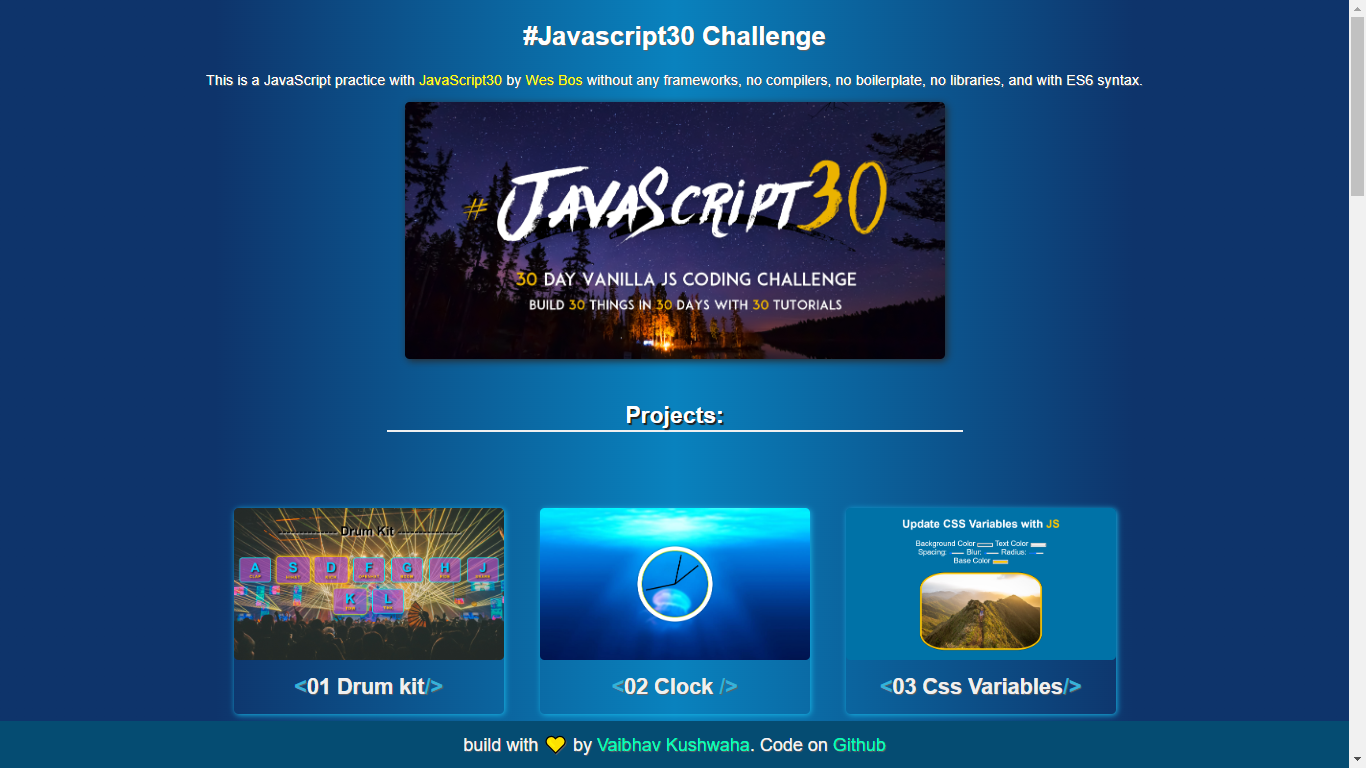 #Javascript30 Challenge
This is a JavaScript practice with JavaScript30 by Wes Bos without any frameworks, no compilers, no boilerplate, no libraries, and with ES6 syntax.
#JAVASCRIPT30
30 DAY VANILLA JS CODING CHALLENGE
BUILD 30 THINGS IN 30 DAYS WITH 30 TUTORIALS
Projects:
Drum Kit
A S D F G H J
K L
Update CSS Variables with JS
Background Color Text Color
Spacing: Blur: Radius:
Base Color
<01 Drum kit/>
<02 Clock />
<03 Css Variables/>
build with 💛 by Vaibhav Kushwaha. Code on Github